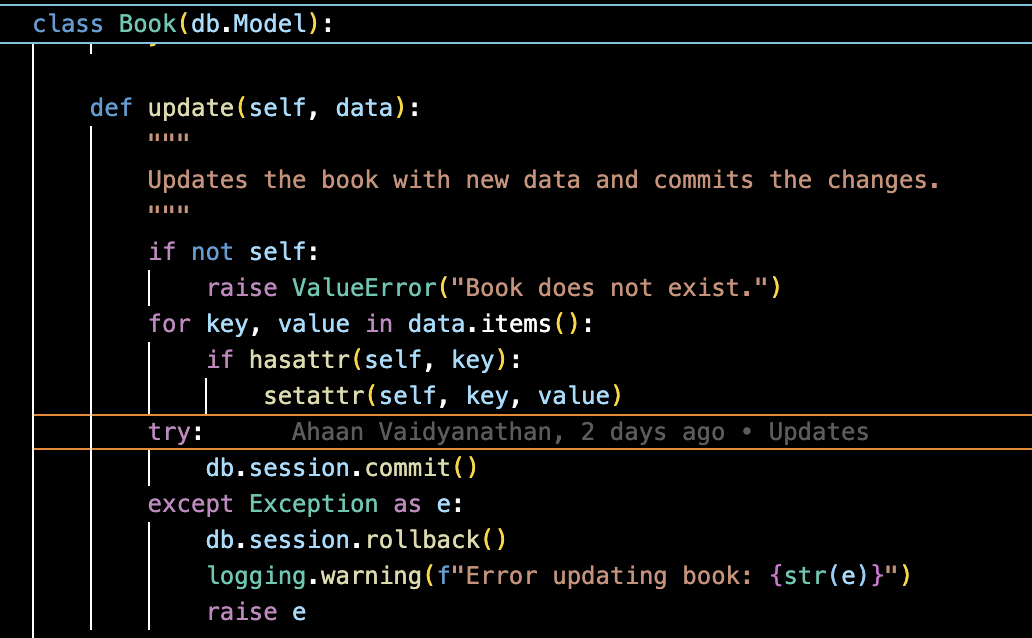 class Book(db.Model):
def update(self, data):
"""
Updates the book with new data and commits the changes.
"""
if not self:
raise ValueError("Book does not exist.")
for key, value in data.items():
if hasattr(self, key):
setattr(self, key, value)
try: Ahaan Vaidyanathan, 2 days ago • Updates
db.session.commit()
except Exception as e:
db.session.rollback()
logging.warning(f"Error updating book: {str(e)}")
raise e